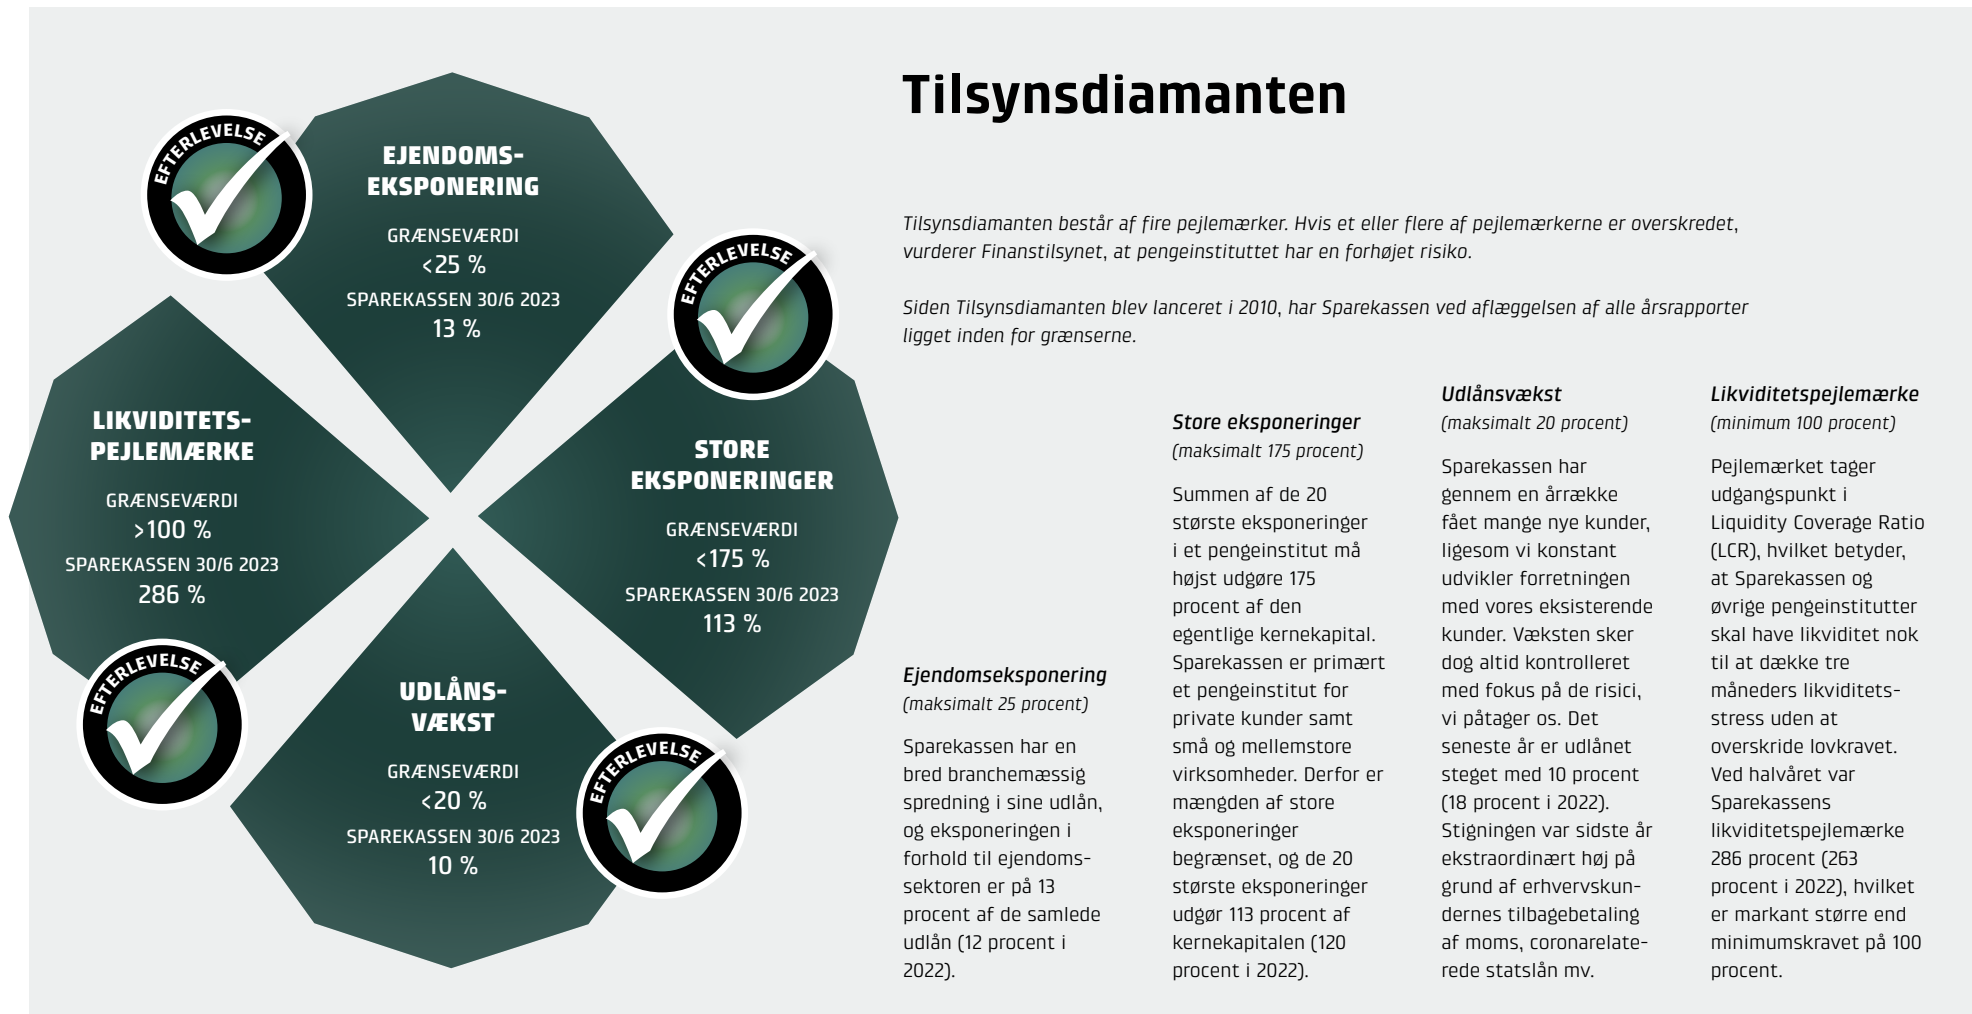 Tilsynsdiamanten
Tilsynsdiamanten består af fire pejlemærker. Hvis et eller flere af pejlemærkerne er overskredet,
vurderer Finanstilsynet, at pengeinstituttet har en forhøjet risiko.
Siden Tilsynsdiamanten blev lanceret i 2010, har Sparekassen ved aflæggelsen af alle årsrapporter
ligget inden for grænserne.
EFTERLEVELSE
EJENDOMS-
EKSPONERING
GRÆNSEVÆRDI
<25 %
SPAREKASSEN 30/6 2023
13 %
EFTERLEVELSE
STORE
EKSPONERINGER
GRÆNSEVÆRDI
<175 %
SPAREKASSEN 30/6 2023
113 %
LIKVIDITETS-
PEJLEMÆRKE
GRÆNSEVÆRDI
>100 %
SPAREKASSEN 30/6 2023
286 %
EFTERLEVELSE
UDLÅNS-
VÆKST
GRÆNSEVÆRDI
<20 %
SPAREKASSEN 30/6 2023
10 %
EFTERLEVELSE
Ejendomseksponering
(maksimalt 25 procent)
Sparekassen har en
bred branchemæssig
spredning i sine udlån,
og eksponeringen i
forhold til ejendoms-
sektoren er på 13
procent af de samlede
udlån (12 procent i
2022).
Store eksponeringer
(maksimalt 175 procent)
Summen af de 20
største eksponeringer
i et pengeinstitut må
højst udgøre 175
procent af den
egentlige kernekapital.
Sparekassen er primært
et pengeinstitut for
private kunder samt
små og mellemstore
virksomheder. Derfor er
mængden af store
eksponeringer
begrænset, og de 20
største eksponeringer
udgør 113 procent af
kernekapitalen (120
procent i 2022).
Udlånsvækst
(maksimalt 20 procent)
Sparekassen har
gennem en årrække
fået mange nye kunder,
ligesom vi konstant
udvikler forretningen
med vores eksisterende
kunder. Væksten sker
dog altid kontrolleret
med fokus på de risici,
vi påtager os. Det
seneste år er udlånet
steget med 10 procent
(18 procent i 2022).
Stigningen var sidste år
ekstraordinært høj på
grund af erhvervskun-
dernes tilbagebetaling
af moms, coronarelate-
rede statslån mv.
Likviditetspejlemærke
(minimum 100 procent)
Pejlemærket tager
udgangspunkt i
Liquidity Coverage Ratio
(LCR), hvilket betyder,
at Sparekassen og
øvrige pengeinstitutter
skal have likviditet nok
til at dække tre
måneders likviditets-
stress uden at
overskride lovkravet.
Ved halvåret var
Sparekassens
likviditetspejlemærke
286 procent (263
procent i 2022), hvilket
er markant større end
minimumskravet på 100
procent.